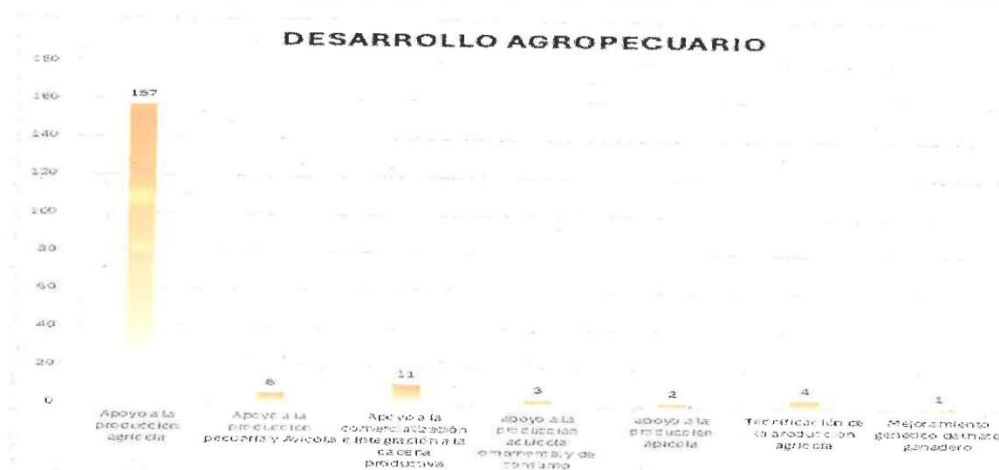 DESARROLLO AGROPECUARIO
180
160
140
120
100
80
60
40
20
0
157
6
11
3
2
4
1
Apoyo a la
producción
agrícola
Apoyo a la
producción
pecuaria y Avícola
Apoyo a la
comercialización
e Integración a la
cadena
productiva
apoyo a la
producción
acuícola
ornamental y de
consumo
apoyo a la
producción
apícola
Tecnificación de
la producción
agrícola
Mejoramiento
genético de hato
ganadero